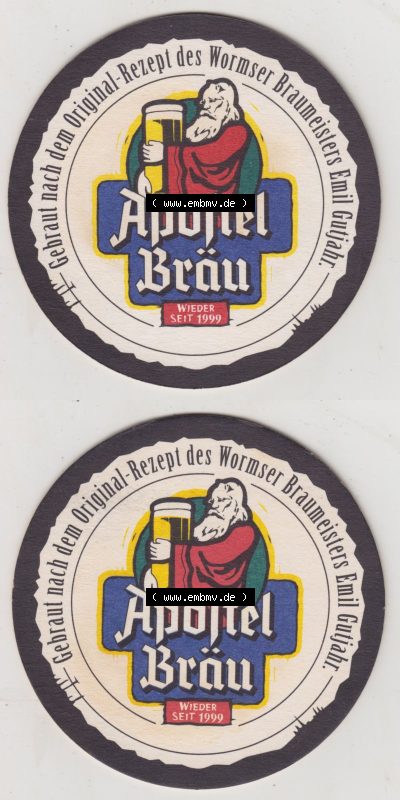 Gebraut nach dem Original-Rezept des Wormser Braumeisters Emil Gutjahr.
( www.embmv.de )
Apostel
Bräu
WIEDER
SEIT 1999
Gebraut nach dem Original-Rezept des Wormser Braumeisters Emil Gutjahr.
( www.embmv.de )
Apostel
Bräu
WIEDER
SEIT 1999